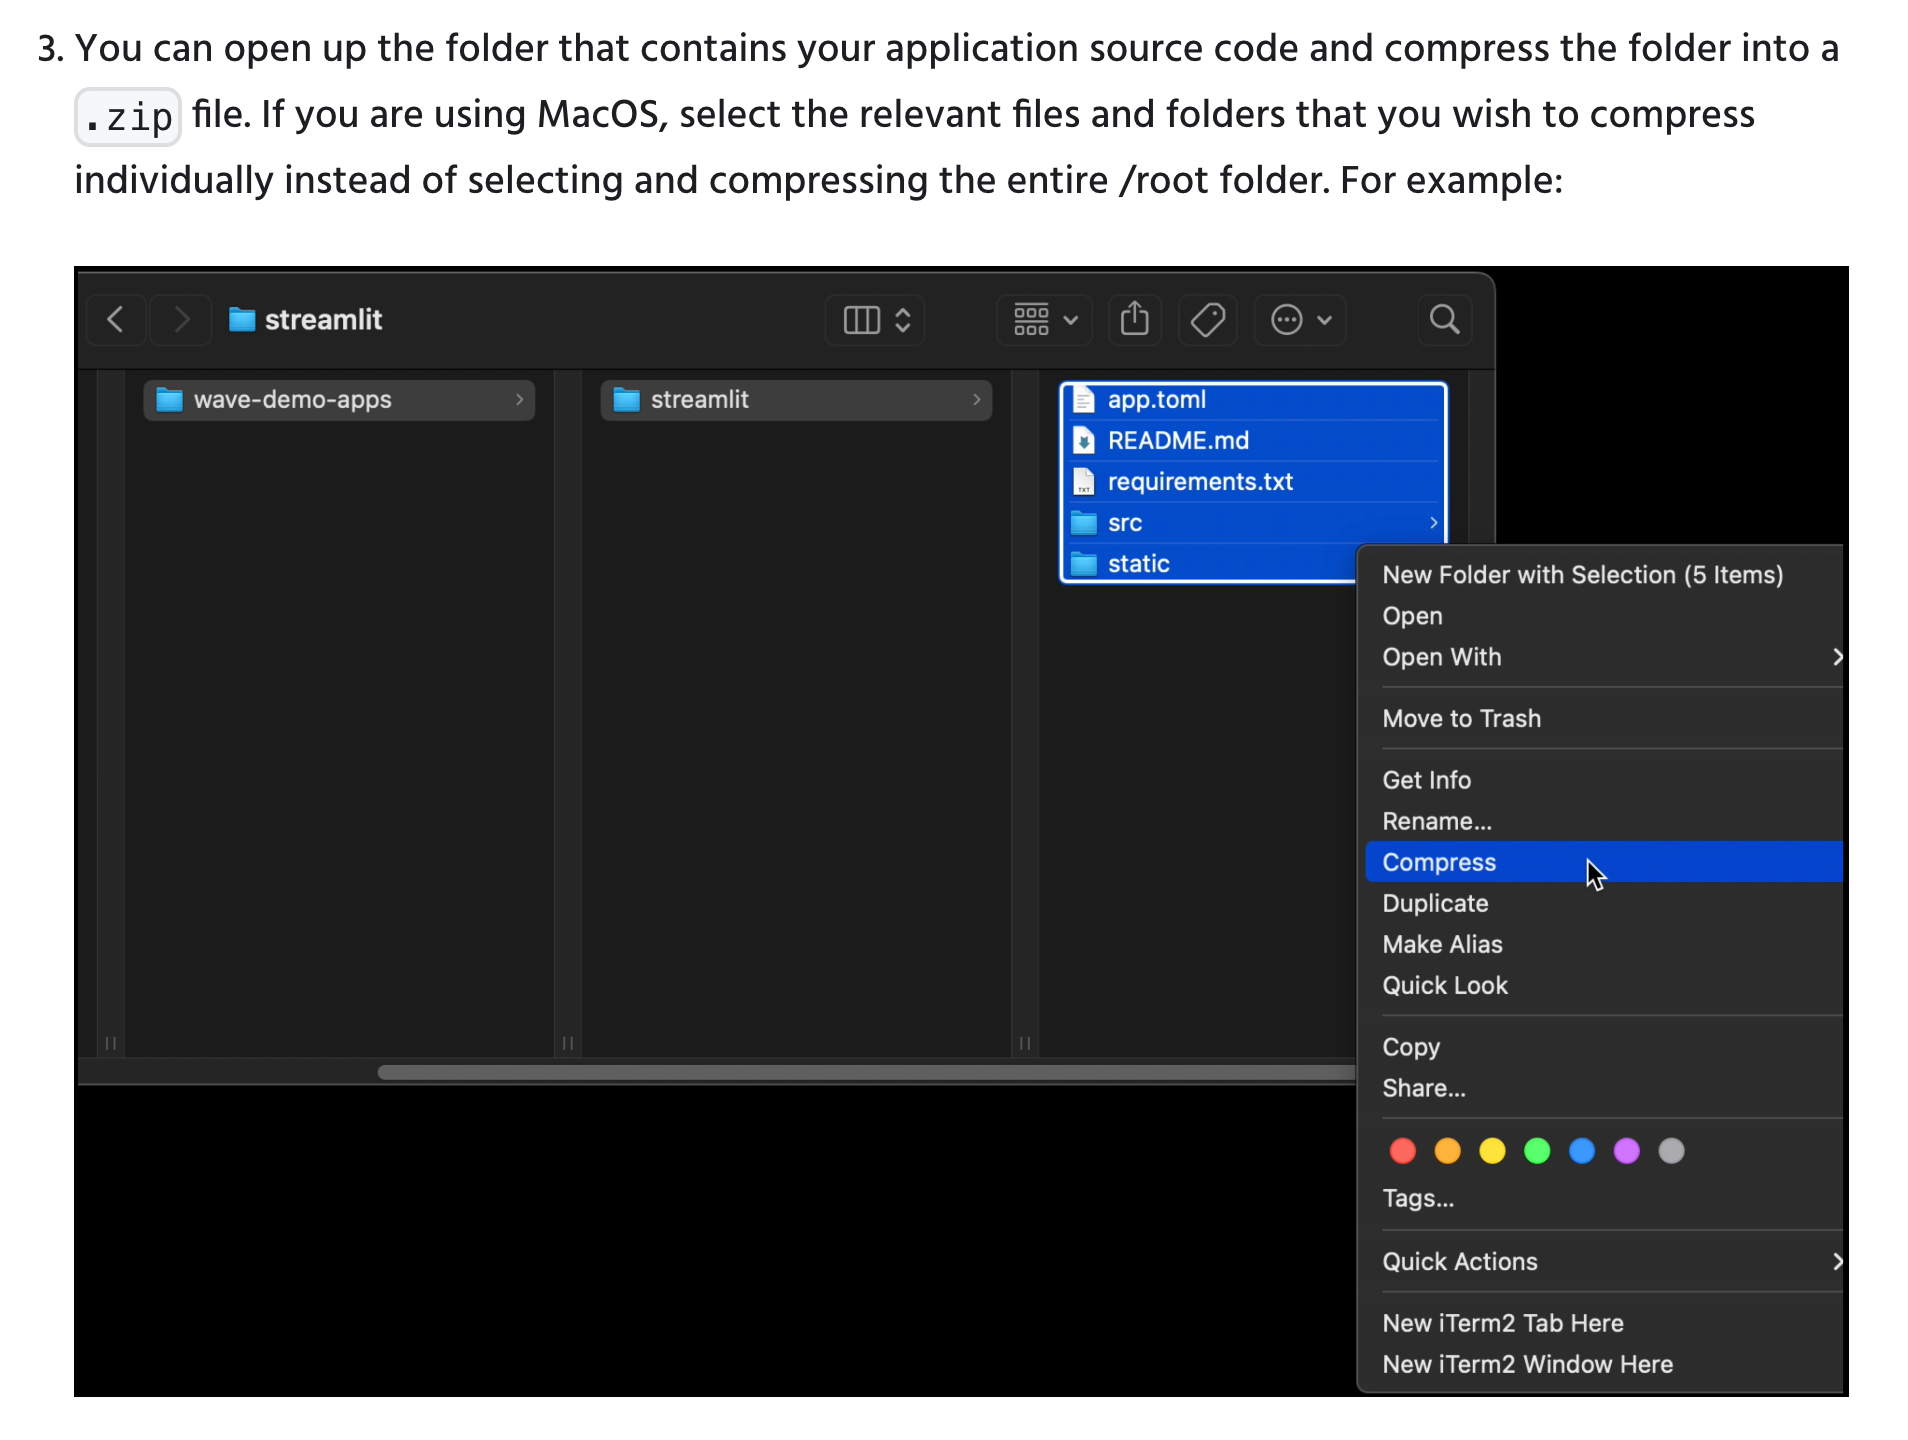 3. You can open up the folder that contains your application source code and compress the folder into a
.zip file. If you are using MacOS, select the relevant files and folders that you wish to compress
individually instead of selecting and compressing the entire /root folder. For example:
streamlit
wave-demo-apps
streamlit
app.toml
README.md
requirements.txt
TXT
src
static
New Folder with Selection (5 Items)
Open
Open With
Move to Trash
Get Info
Rename...
Compress
Duplicate
Make Alias
Quick Look
Copy
Share...
Tags...
Quick Actions
New iTerm2 Tab Here
New iTerm2 Window Here